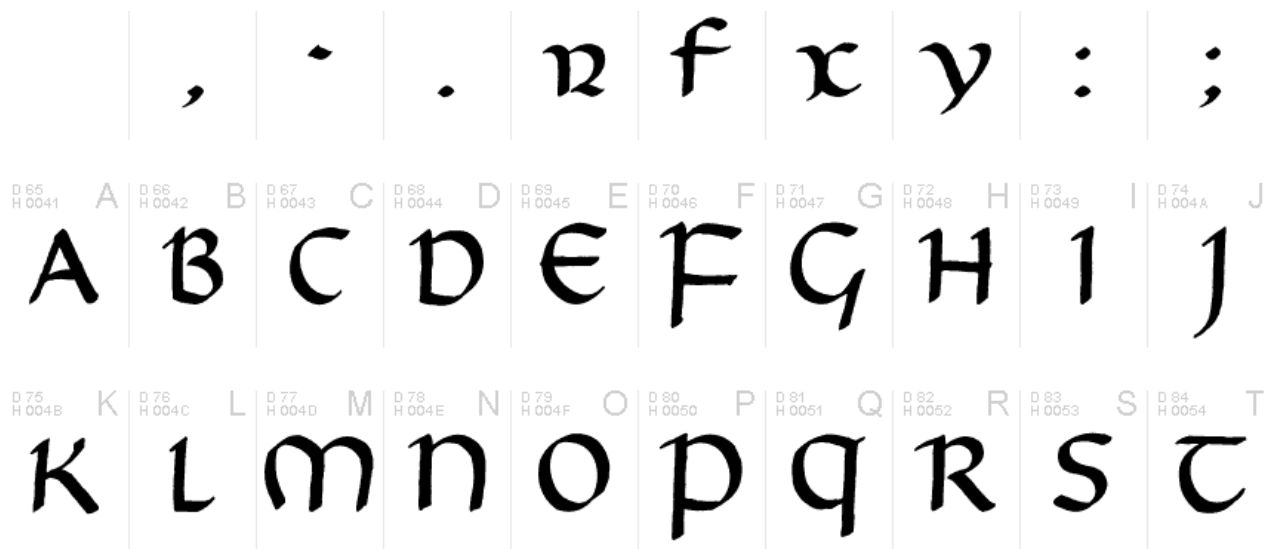 , - . r f x y : ;
D 65 H 0041 A D 66 H 0042 B D 67 H 0043 C D 68 H 0044 D D 69 H 0045 E D 70 H 0046 F D 71 H 0047 G D 72 H 0048 H D 73 H 0049 I D 74 H 004A J
A B C D E F G H I J
D 75 H 004B K D 76 H 004C L D 77 H 004D M D 78 H 004E N D 79 H 004F O D 80 H 0050 P D 81 H 0051 Q D 82 H 0052 R D 83 H 0053 S D 84 H 0054 T
K L M N O P Q R S T